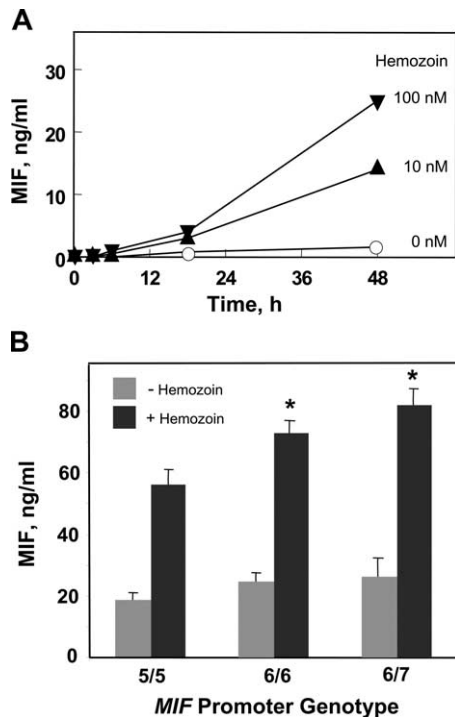 A
MIF, ng/ml
30
20
10
0
0 12 24 36 48
Time, h
Hemozoin
100 nM
10 nM
0 nM
B
MIF, ng/ml
80
60
40
20
0
- Hemozoin
+ Hemozoin
* *
5/5 6/6 6/7
MIF Promoter Genotype